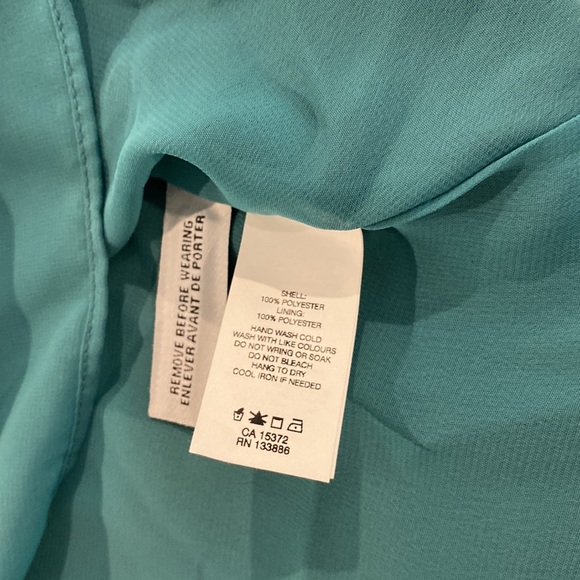 REMOVE BEFORE WEARING
ENLEVER AVANT DE PORTER
SHELL:
100% POLYESTER
LINING:
100% POLYESTER
HAND WASH COLD
WASH WITH LIKE COLOURS
DO NOT WRING OR SOAK
DO NOT BLEACH
HANG TO DRY
COOL IRON IF NEEDED
CA 15372
RN 133886